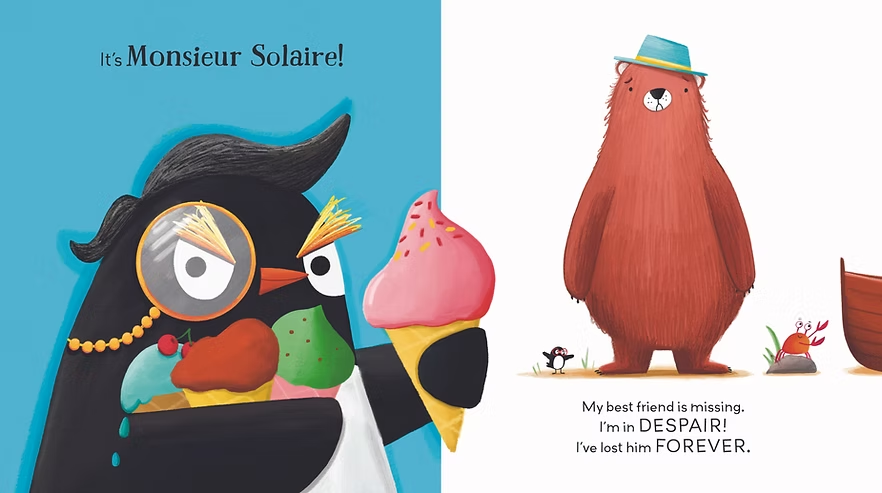 It's Monsieur Solaire!
My best friend is missing.
I'm in DESPAIR!
I've lost him FOREVER.